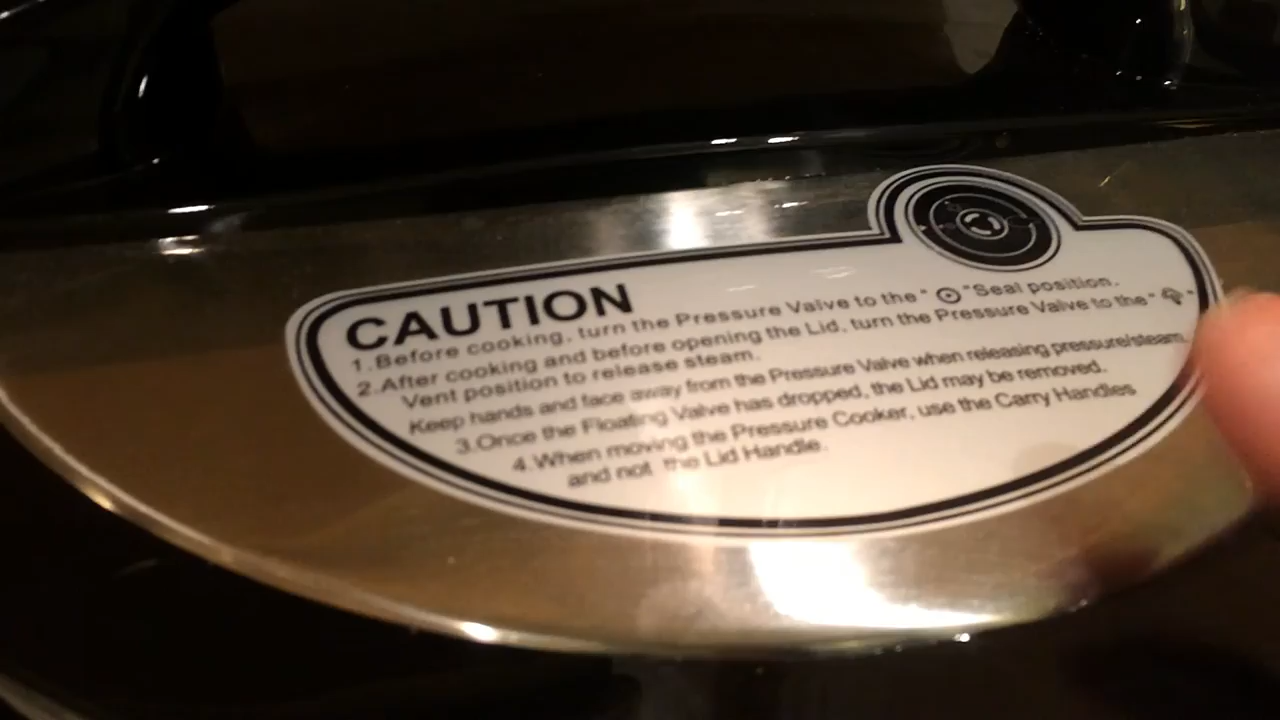 CAUTION
1.Before cooking, turn the Pressure Valve to the " ⊙ "Seal position.
2.After cooking and before opening the Lid, turn the Pressure Valve to the " "
Vent position to release steam.
Keep hands and face away from the Pressure Valve when releasing pressure/steam.
3.Once the Floating Valve has dropped, the Lid may be removed.
4.When moving the Pressure Cooker, use the Carry Handles
and not the Lid Handle.